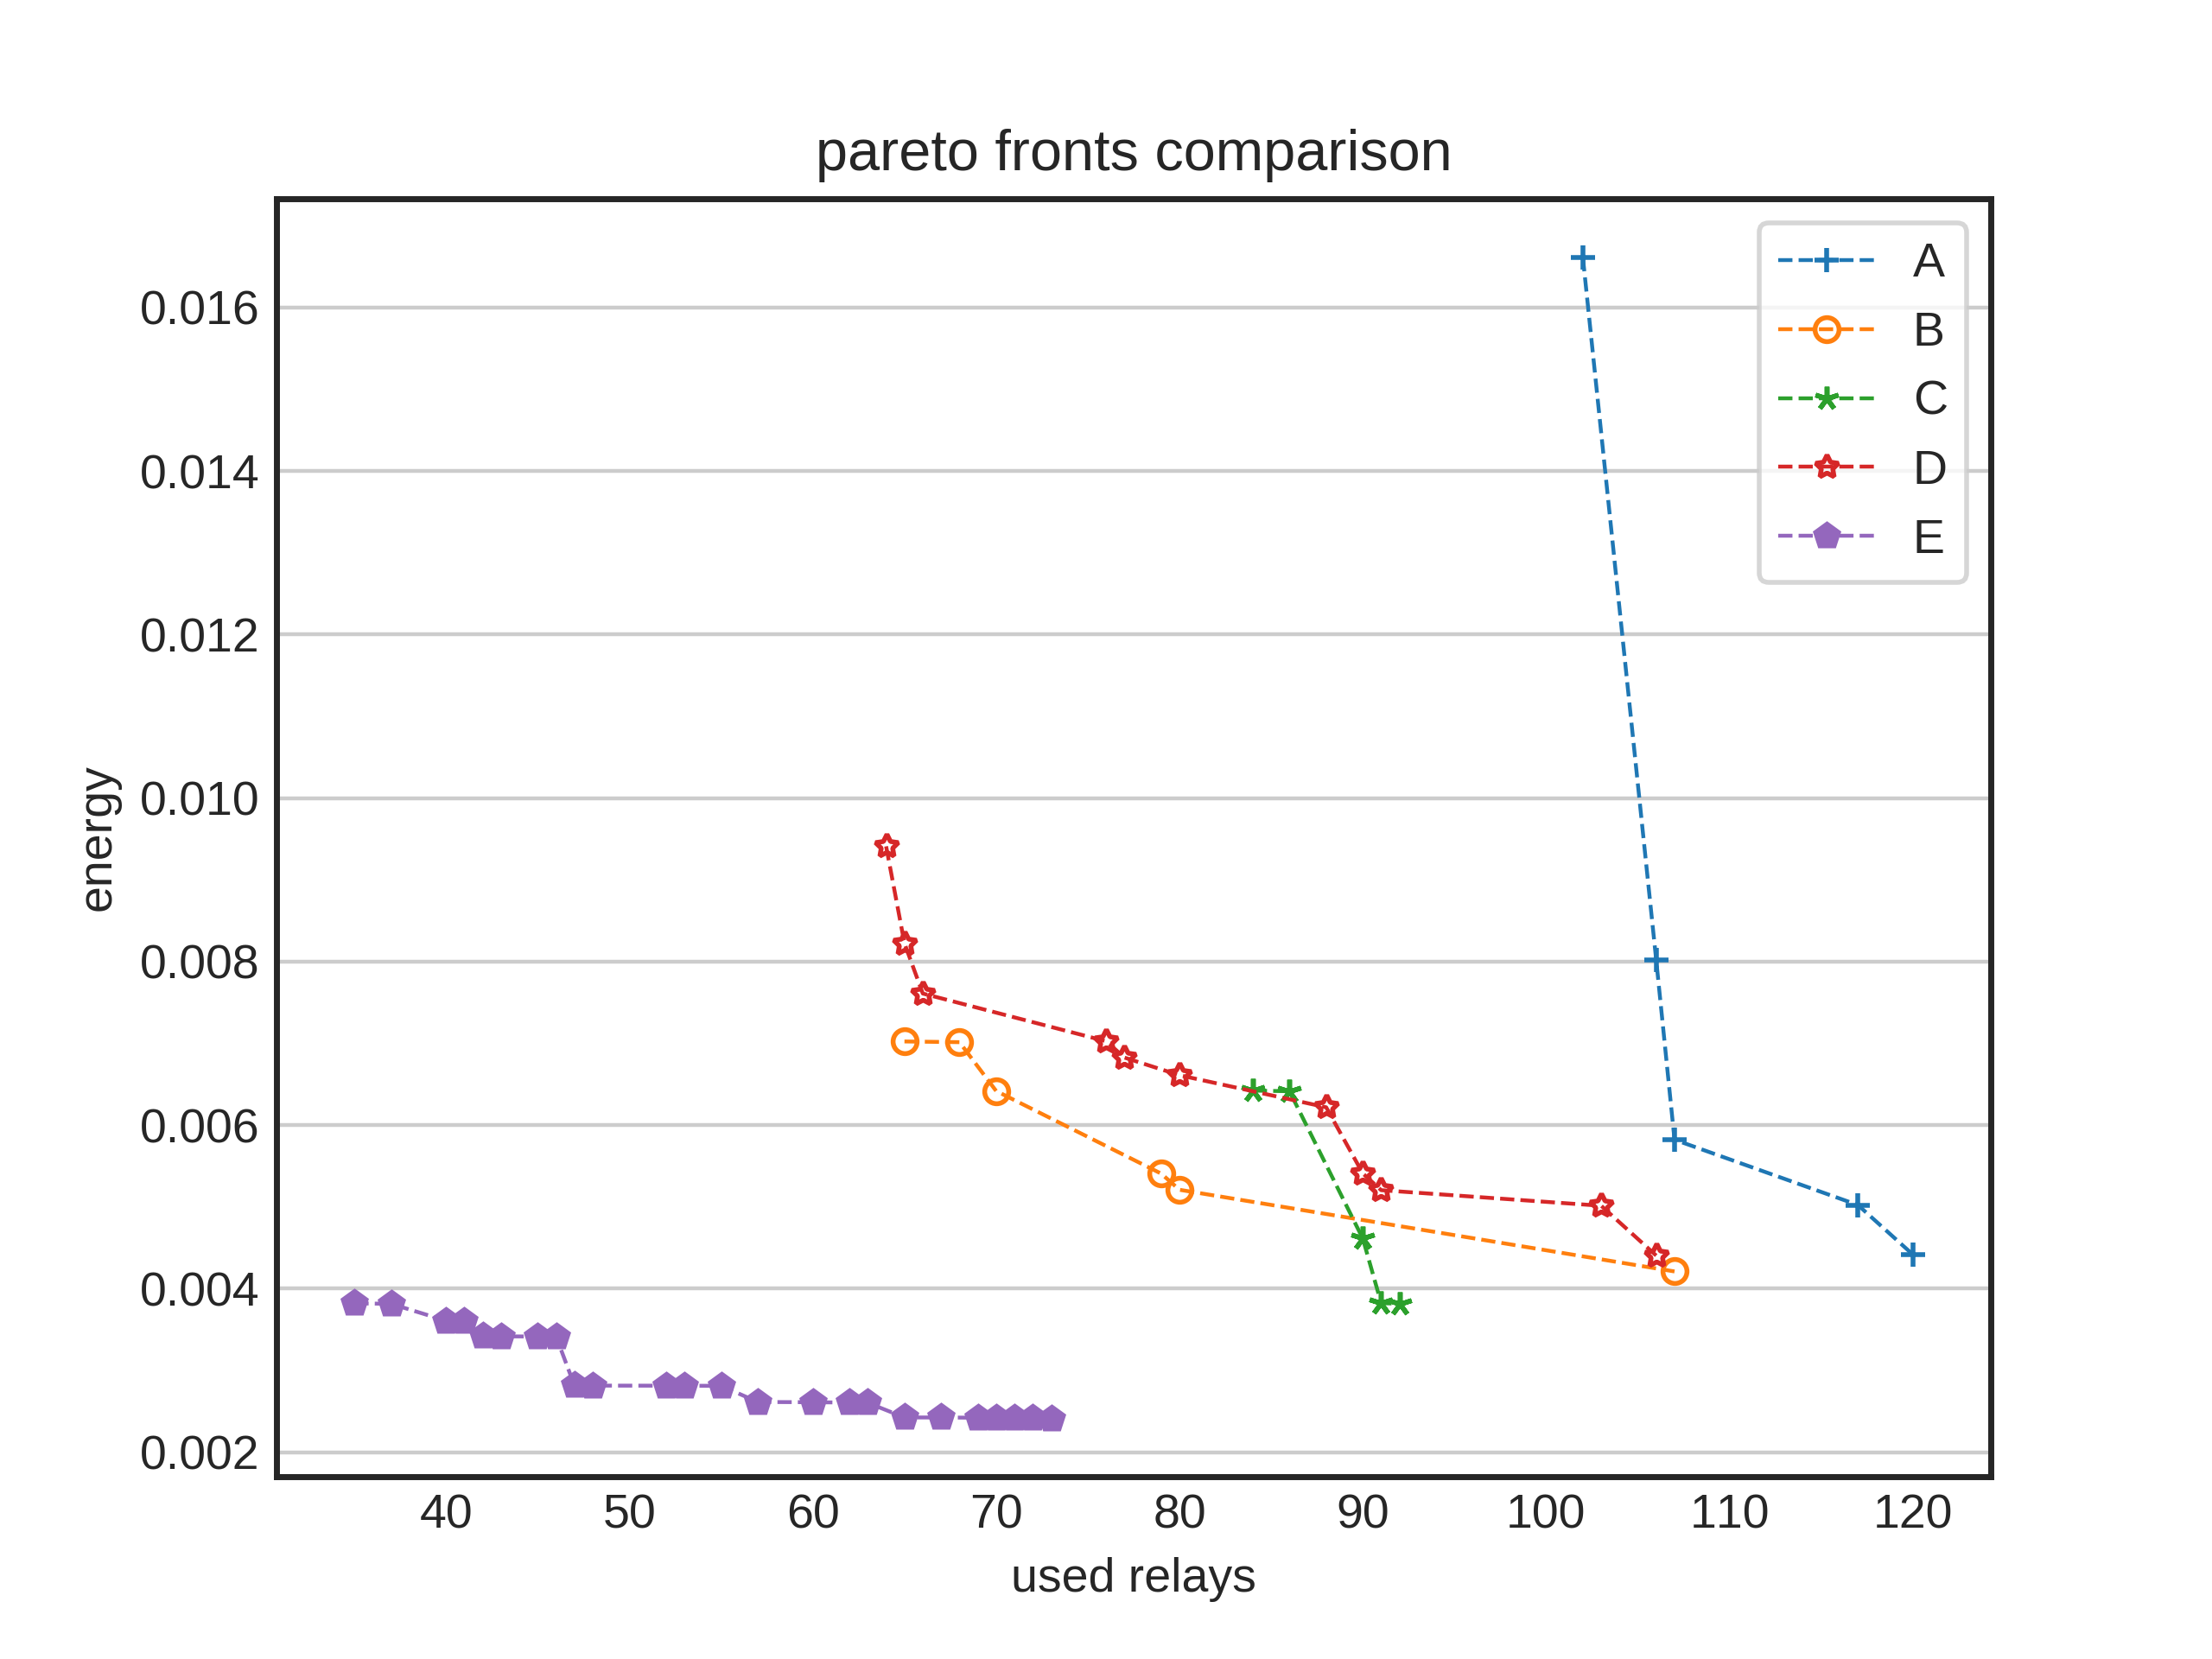 pareto fronts comparison
A
B
C
D
E
energy
0.016
0.014
0.012
0.010
0.008
0.006
0.004
0.002
40 50 60 70 80 90 100 110 120
used relays